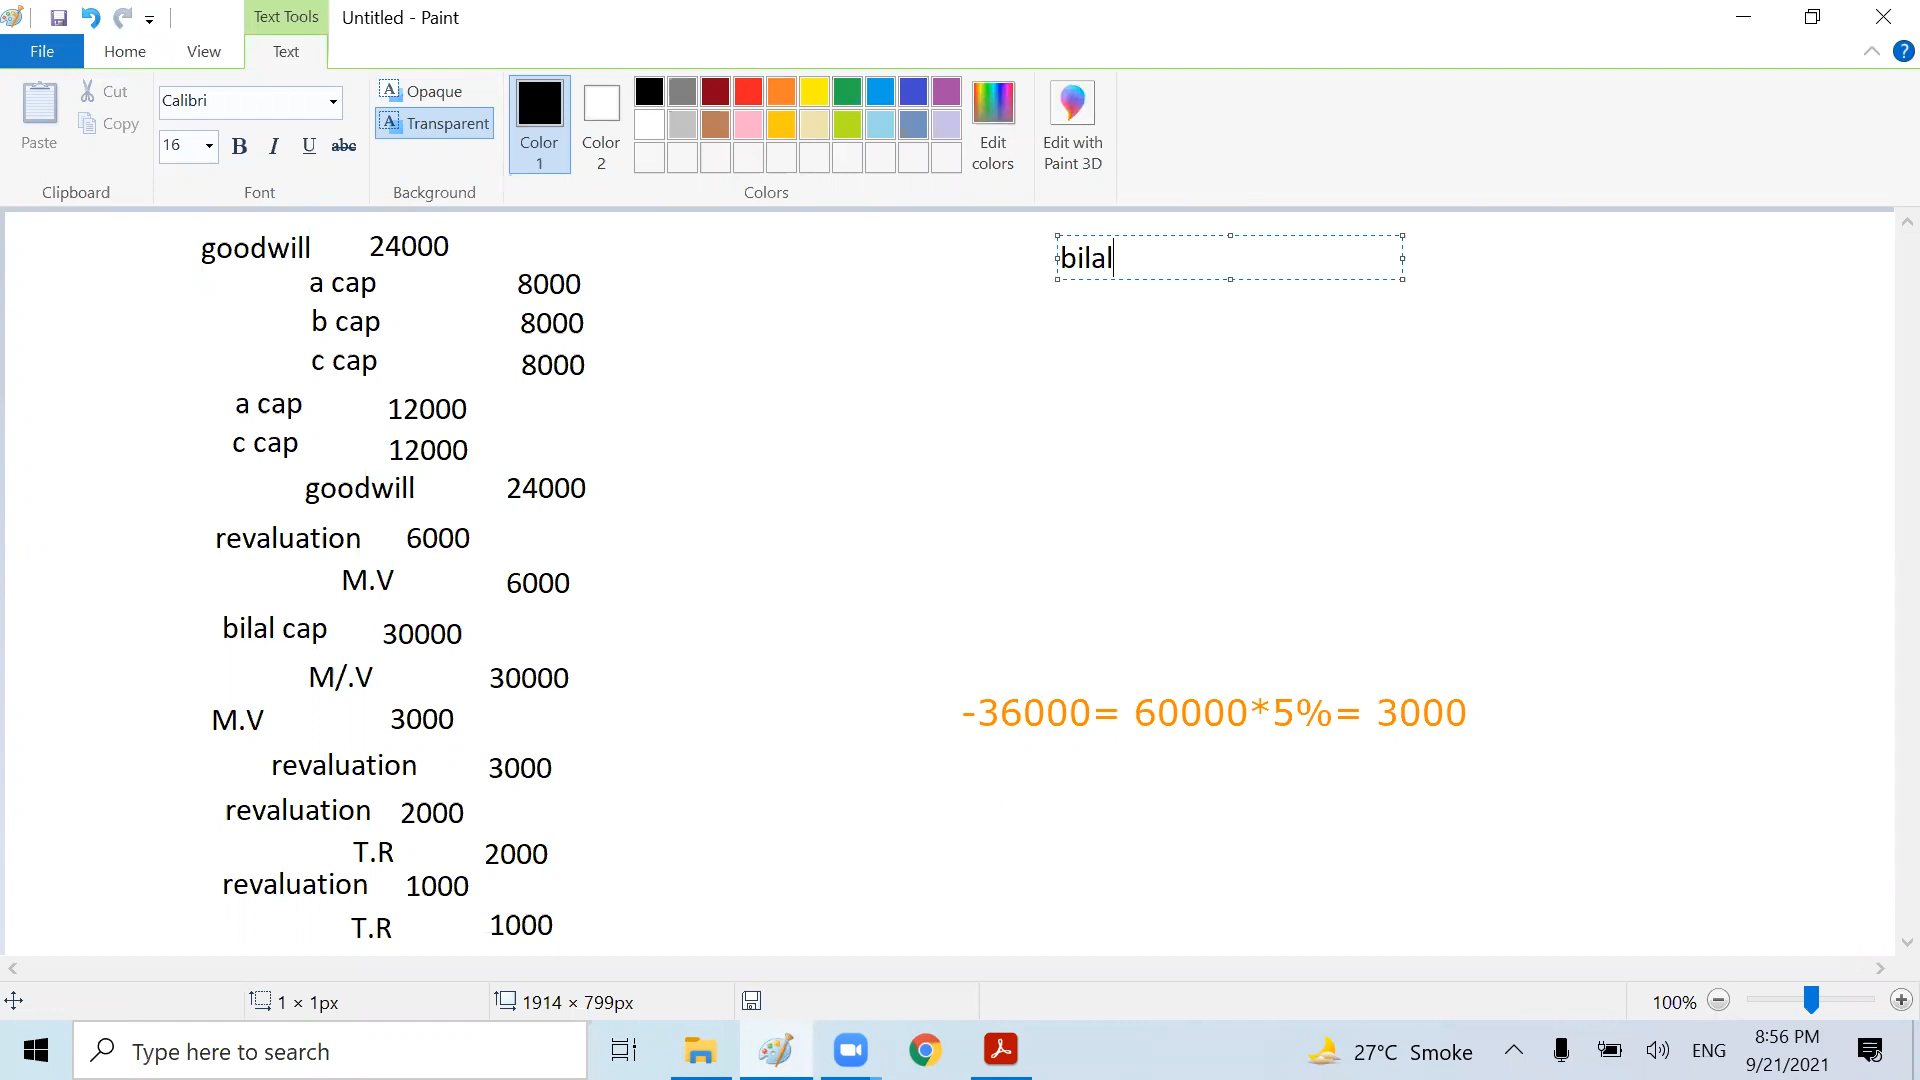 Text Tools
Untitled - Paint
File
Home
View
Text
Paste
Cut
Copy
Clipboard
Calibri
16
B I U abc
Font
A Opaque
A Transparent
Background
Color 1
Color 2
Colors
Edit colors
Edit with Paint 3D
goodwill 24000
a cap 8000
b cap 8000
c cap 8000
a cap 12000
c cap 12000
goodwill 24000
revaluation 6000
M.V 6000
bilal cap 30000
M/.V 30000
M.V 3000
revaluation 3000
revaluation 2000
T.R 2000
revaluation 1000
T.R 1000
bilal
-36000= 60000*5%= 3000
1 × 1px
1914 × 799px
100%
Type here to search
27°C Smoke
ENG
8:56 PM
9/21/2021